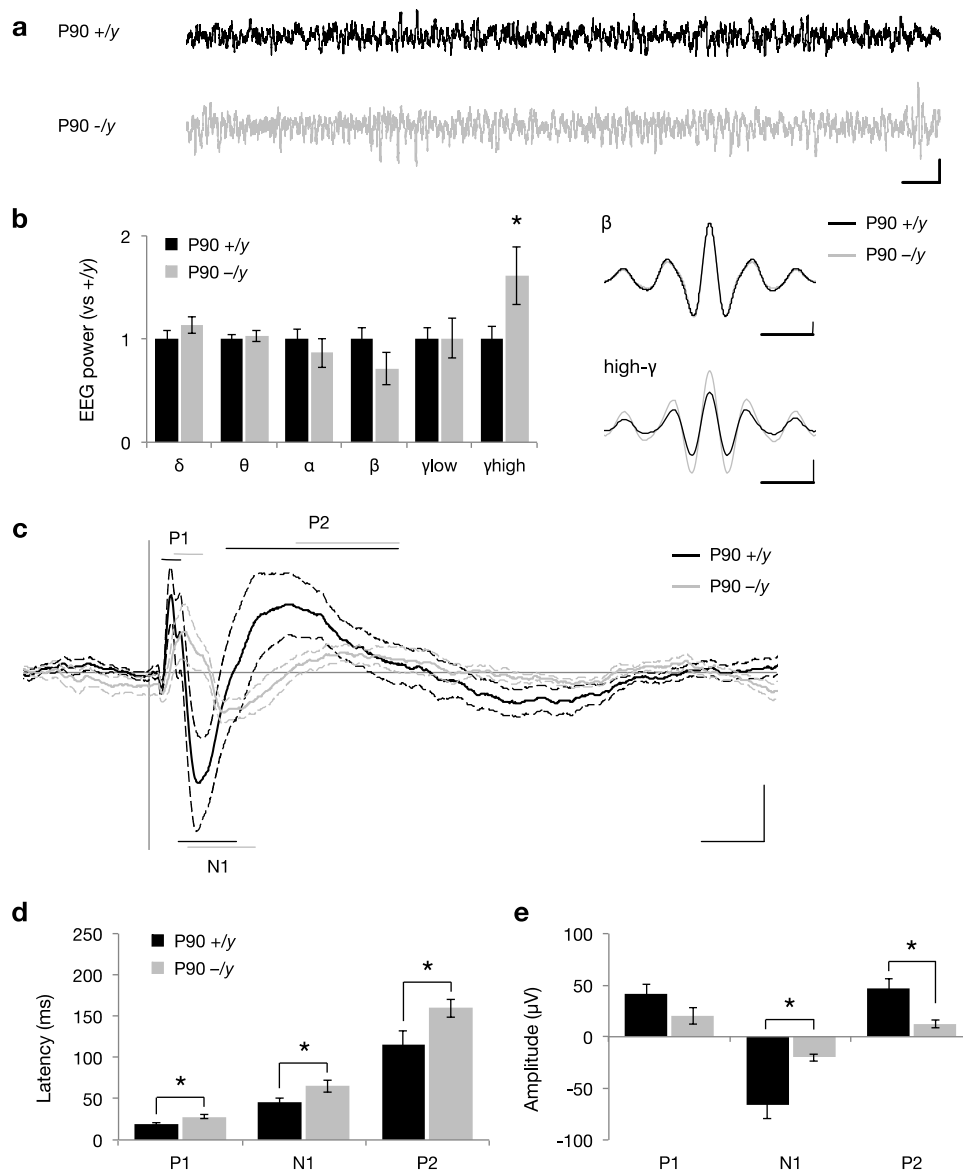 a
P90 +/y
P90 -/y
b
EEG power (vs +/y)
2
1
0
P90 +/y
P90 –/y
*
δ θ α β γlow γhigh
β
P90 +/y
P90 –/y
high-γ
c
P1
P2
P90 +/y
P90 –/y
N1
d
Latency (ms)
250
200
150
100
50
0
P90 +/y
P90 –/y
*
*
*
P1 N1 P2
e
Amplitude (µV)
100
50
0
-50
-100
*
*
P1 N1 P2